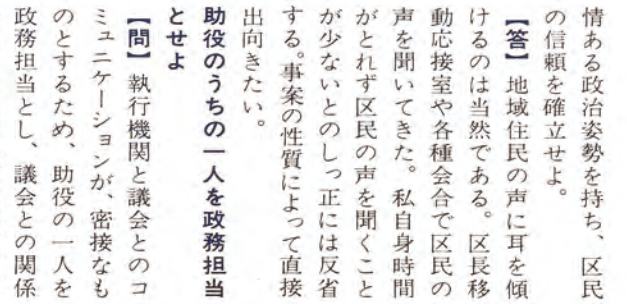 情ある政治姿勢を持ち、区民
の信頼を確立せよ。
【答】 地域住民の声に耳を傾
けるのは当然である。区長移
動応接室や各種会合で区民の
声を聞いてきた。私自身時間
がとれず区民の声を聞くこと
が少ないとのしっ正には反省
する。事案の性質によって直接
出向きたい。
助役のうちの一人を政務担当
とせよ
【問】 執行機関と議会とのコ
ミュニケーションが、密接なも
のとするため、助役の一人を
政務担当とし、議会との関係